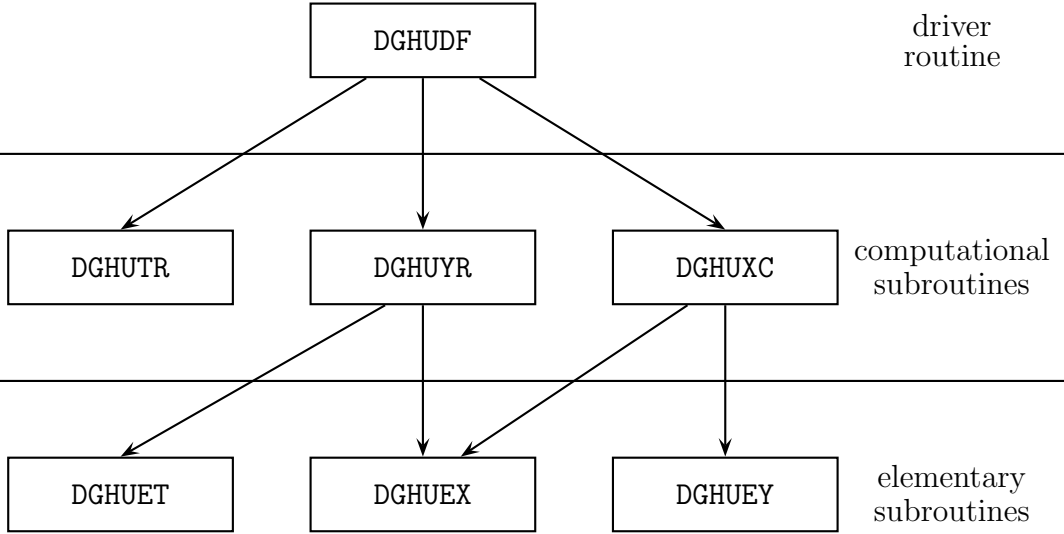 DGHUDF
driver
routine
DGHUTR
DGHUYR
DGHUXC
computational
subroutines
DGHUET
DGHUEX
DGHUEY
elementary
subroutines